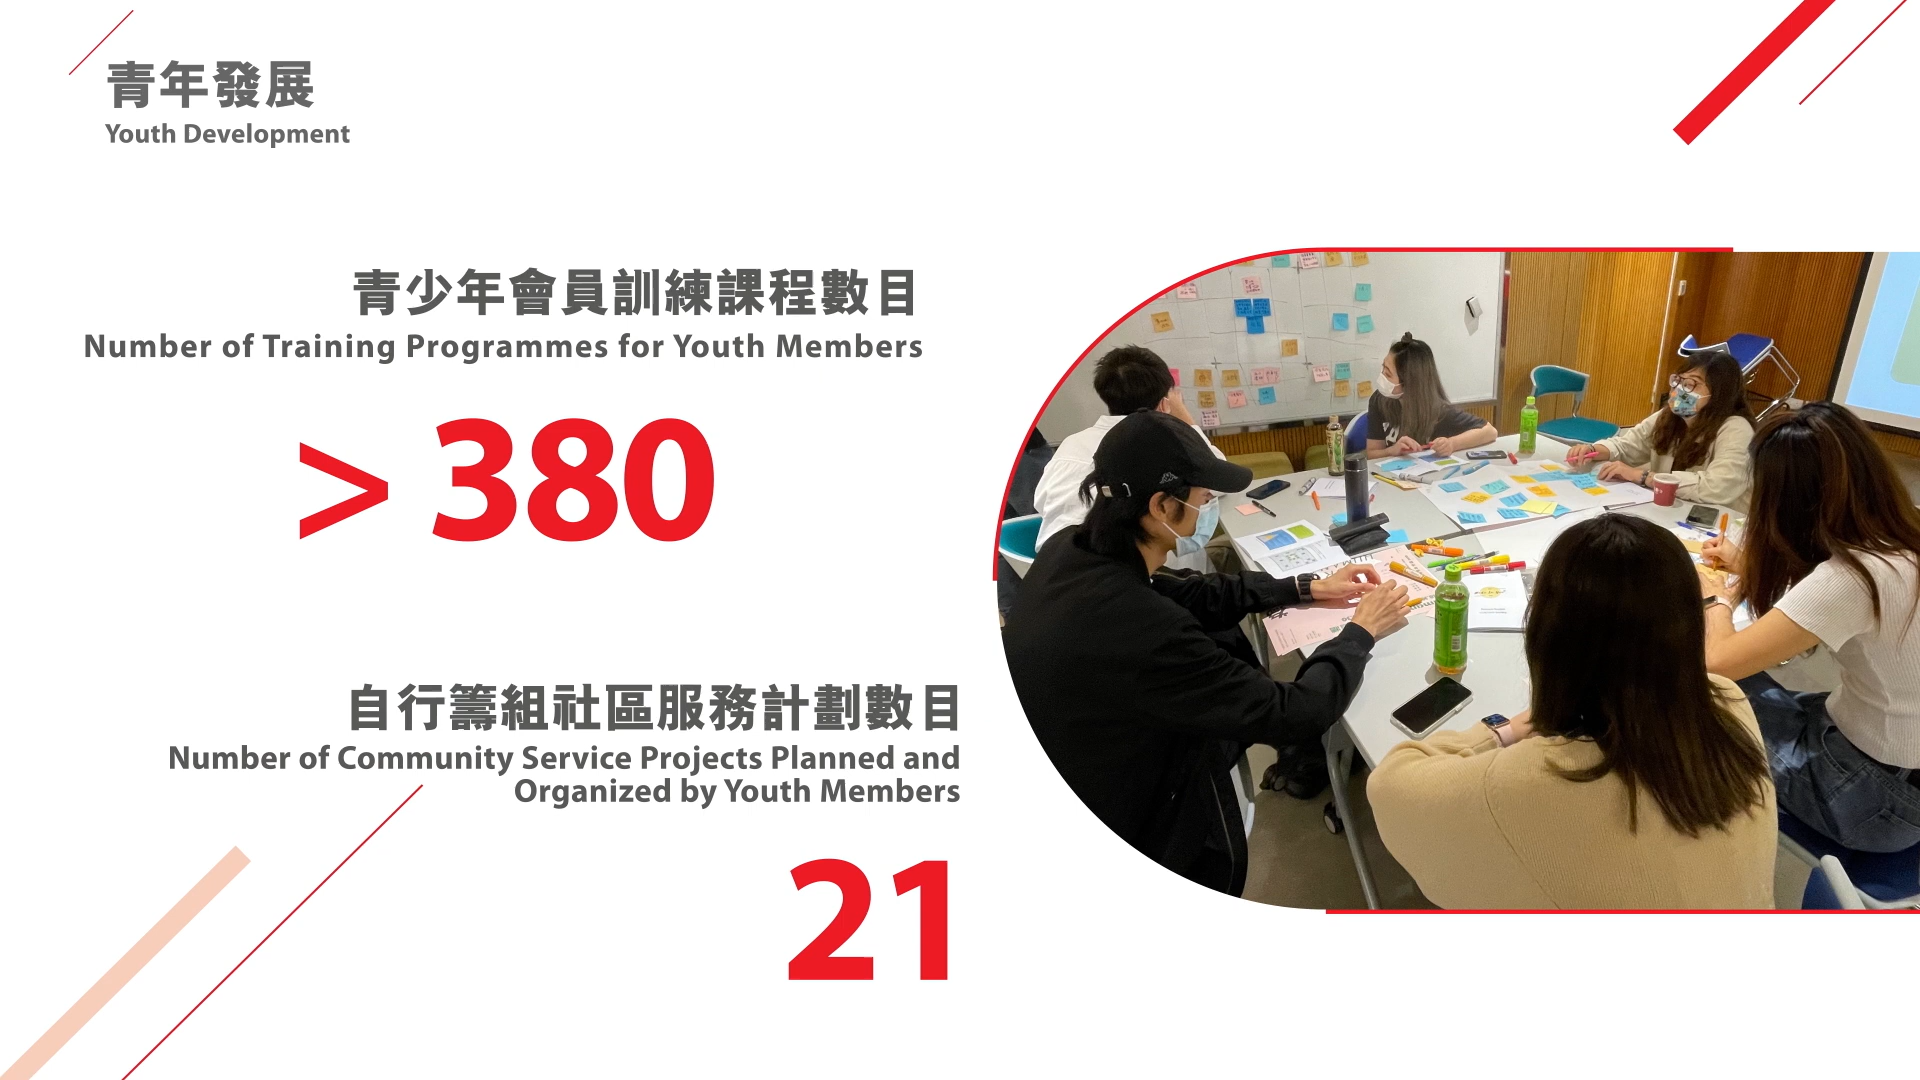 青年發展
Youth Development
青少年會員訓練課程數目
Number of Training Programmes for Youth Members
> 380
自行籌組社區服務計劃數目
Number of Community Service Projects Planned and
Organized by Youth Members
21